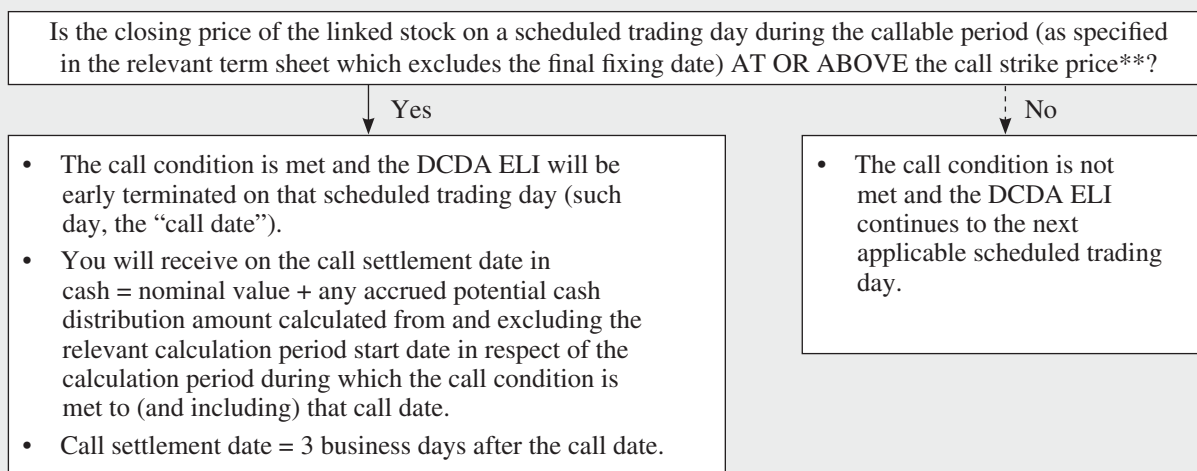 Is the closing price of the linked stock on a scheduled trading day during the callable period (as specified
in the relevant term sheet which excludes the final fixing date) AT OR ABOVE the call strike price**?
Yes
No
• The call condition is met and the DCDA ELI will be
early terminated on that scheduled trading day (such
day, the “call date”).
• You will receive on the call settlement date in
cash = nominal value + any accrued potential cash
distribution amount calculated from and excluding the
relevant calculation period start date in respect of the
calculation period during which the call condition is
met to (and including) that call date.
• Call settlement date = 3 business days after the call date.
• The call condition is not
met and the DCDA ELI
continues to the next
applicable scheduled trading
day.